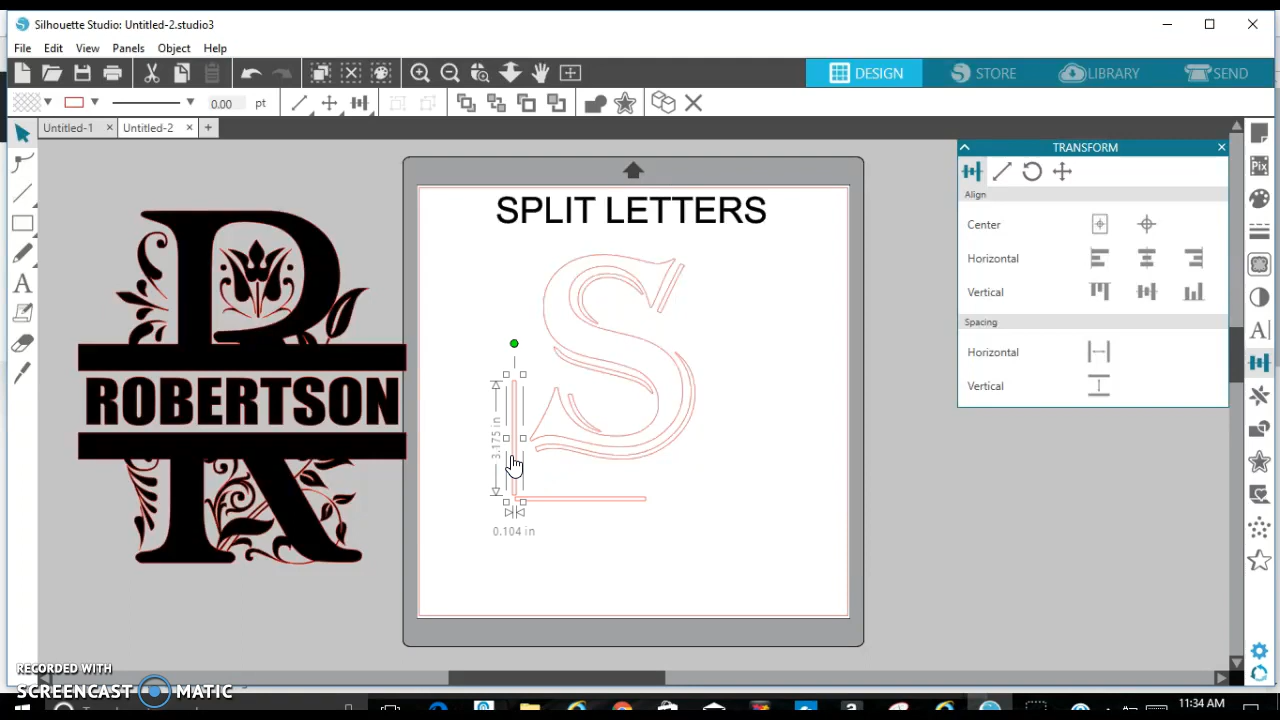 Silhouette Studio: Untitled-2.studio3
File Edit View Panels Object Help
DESIGN STORE LIBRARY SEND
0.00 pt
Untitled-1 × Untitled-2 × +
TRANSFORM
Align
Center
Horizontal
Vertical
Spacing
Horizontal
Vertical
SPLIT LETTERS
S
R
ROBERTSON
3.175 in
0.104 in
RECORDED WITH
SCREENCAST MATIC
11:34 AM